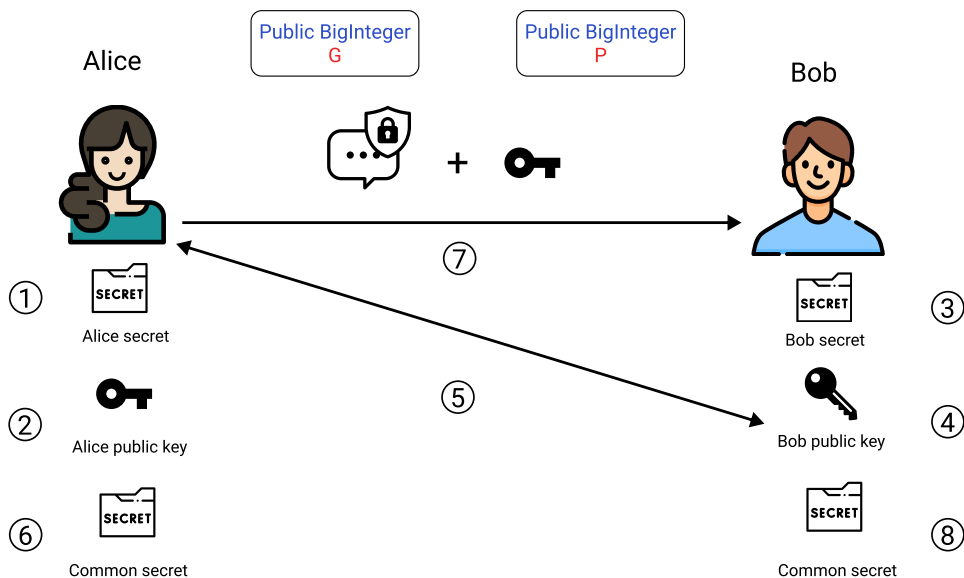 Public BigInteger
G
Public BigInteger
P
Alice
Bob
7
1
SECRET
Alice secret
SECRET
Bob secret
3
5
2
Alice public key
Bob public key
4
6
SECRET
Common secret
SECRET
Common secret
8